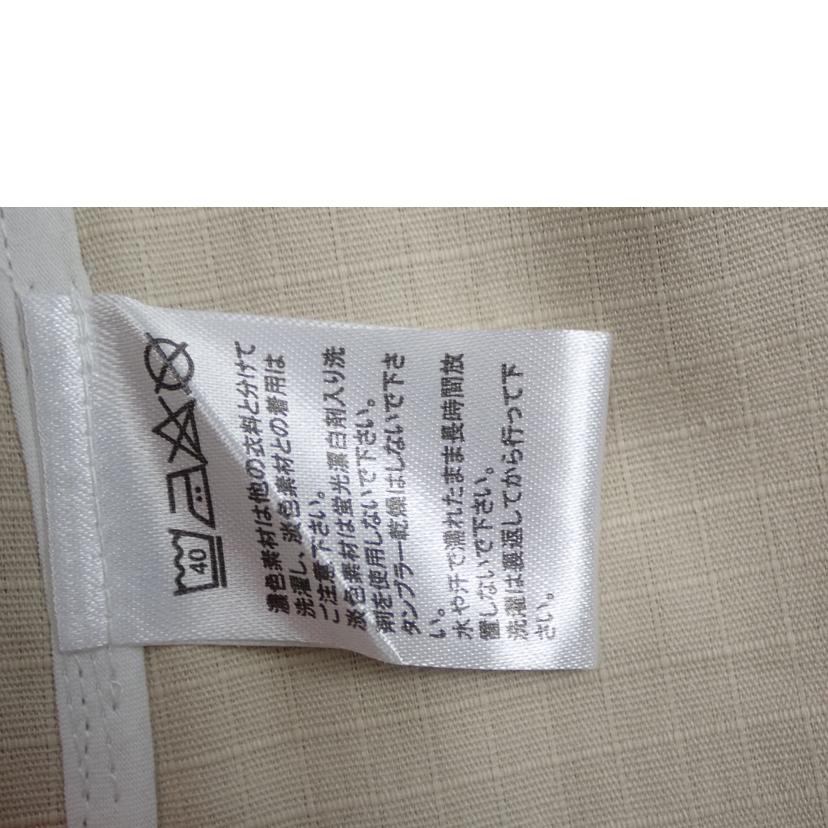 40
濃色素材は他の衣料と分けて
洗濯し、淡色素材との着用は
ご注意下さい。
淡色素材は蛍光漂白剤入り洗
剤を使用しないで下さい。
タンブラー乾燥はしないで下さ
い。
水や汗で濡れたまま長時間放
置しないで下さい。
洗濯は裏返してから行って下
さい。